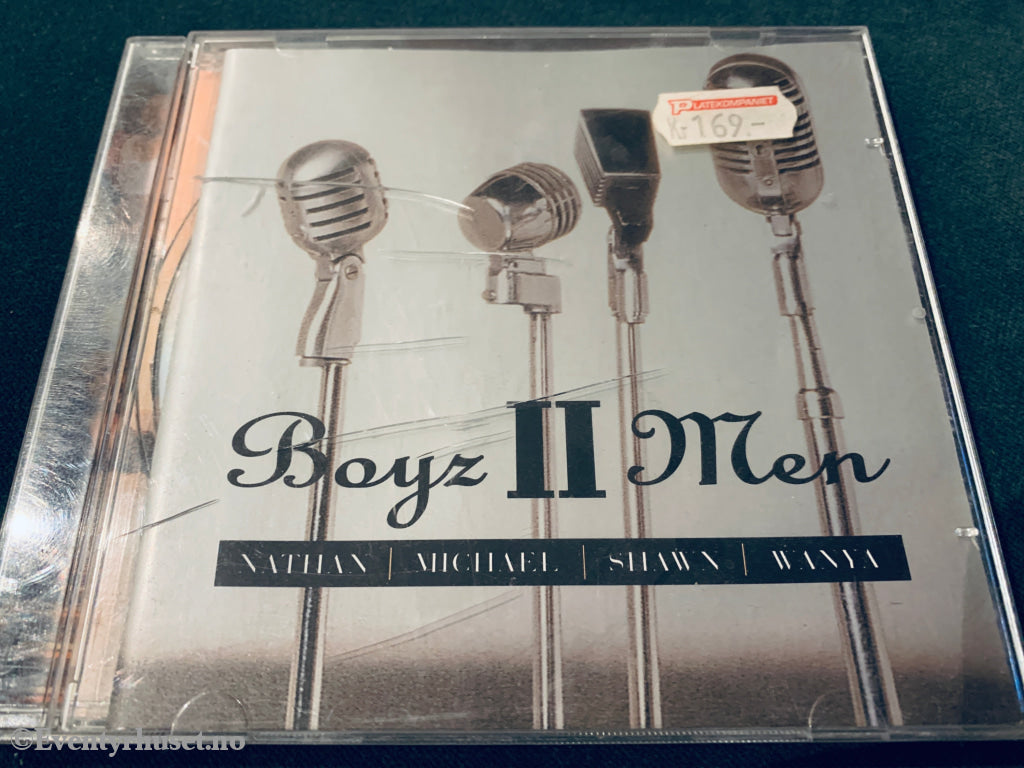 PLATEKOMPANIET
Kr 169.-
Boyz II Men
NATHAN | MICHAEL | SHAWN | WANYA
©Eventyrhuset.no